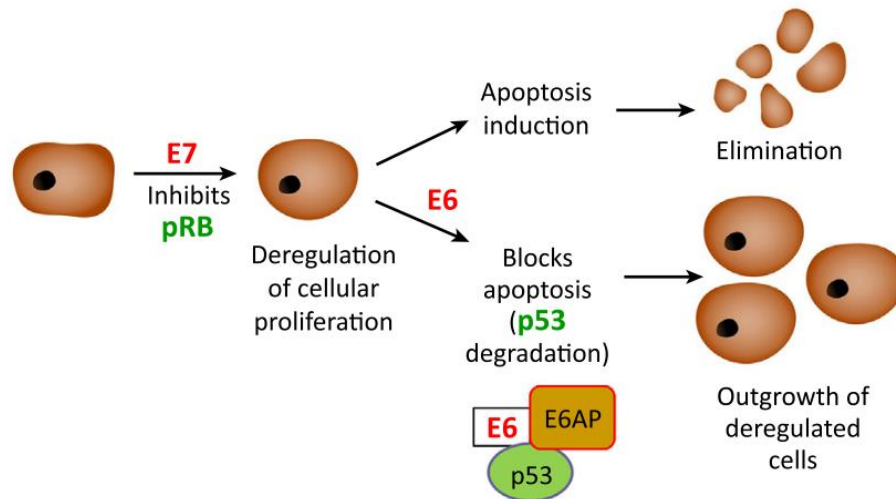 E7
Inhibits
pRB
Deregulation
of cellular
proliferation
Apoptosis
induction
Elimination
E6
Blocks
apoptosis
(p53
degradation)
E6
E6AP
p53
Outgrowth of
deregulated
cells